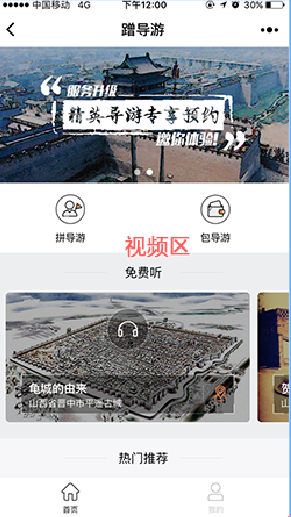 中国移动 4G 下午12:00 30%
蹭导游
服务升级
精英导游专享预约
邀你体验!
拼导游 包导游
视频区
免费听
龟城的由来
山西省晋中市平遥古城
热门推荐
首页 我的